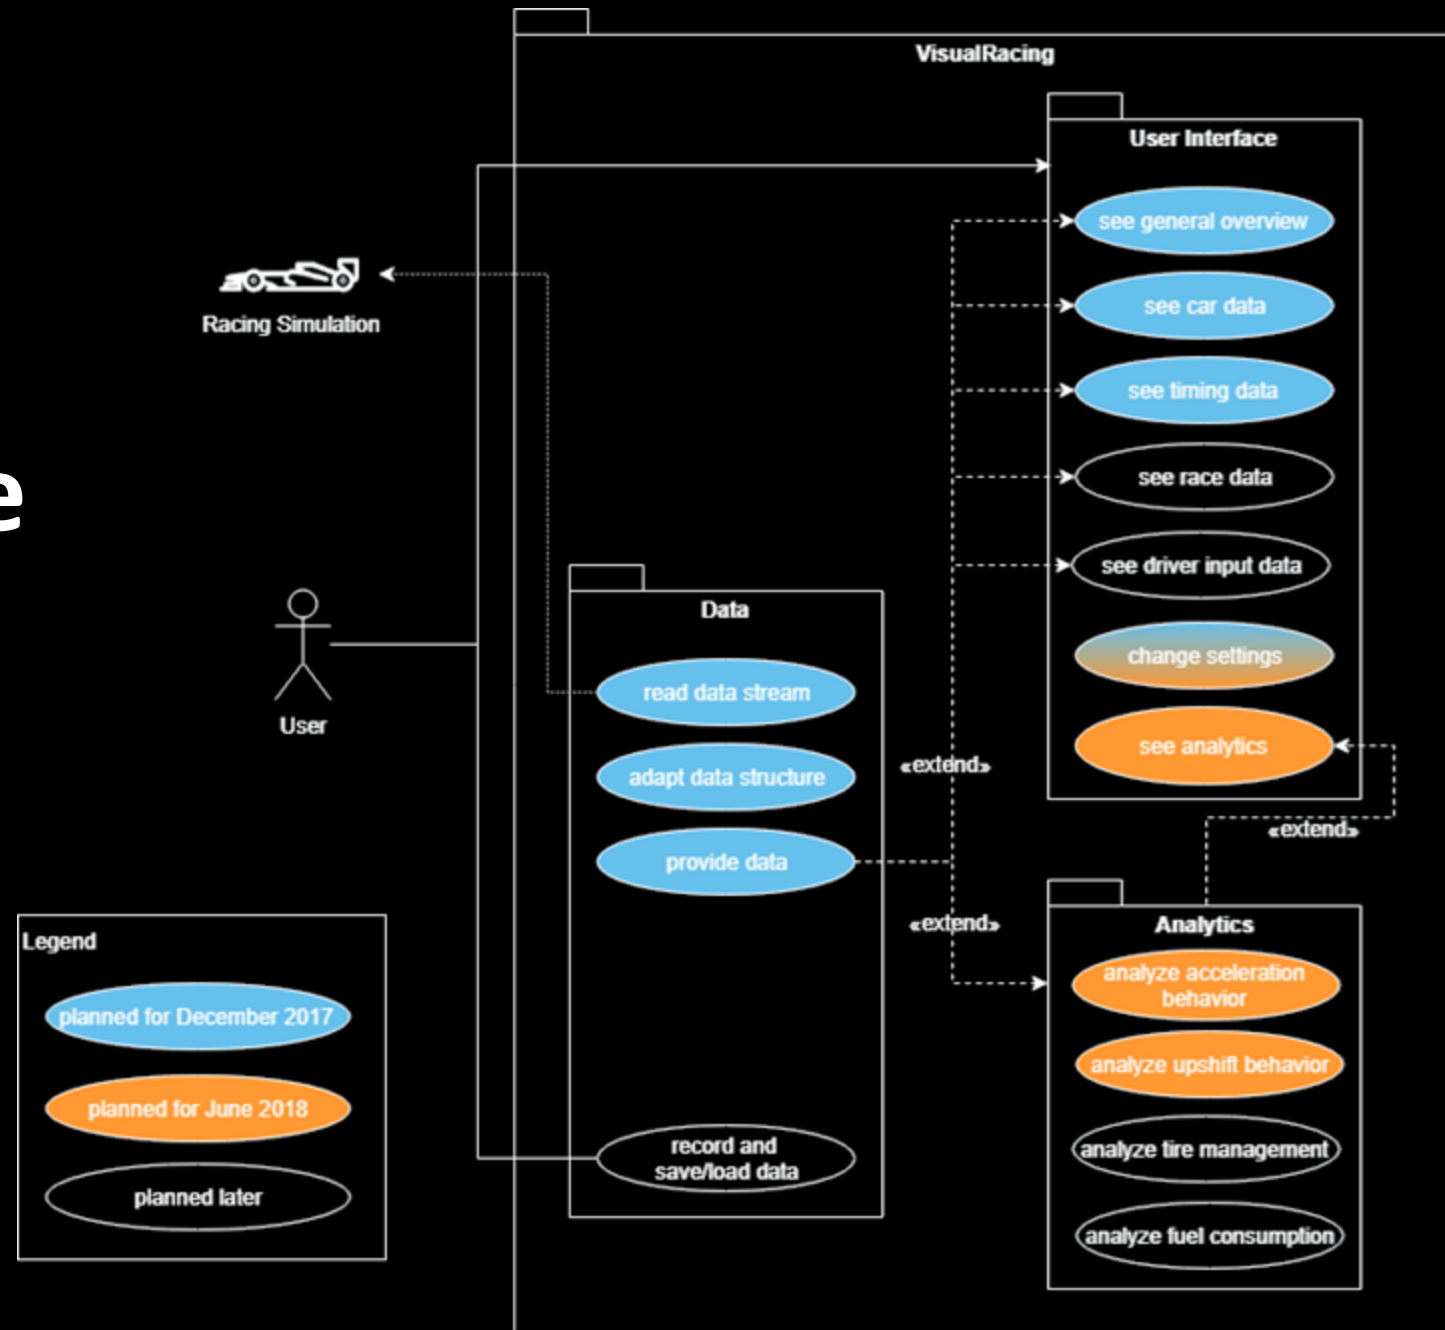 VisualRacing
User Interface
see general overview
see car data
see timing data
see race data
see driver input data
change settings
see analytics
Racing Simulation
e
User
Data
read data stream
adapt data structure
provide data
record and
save/load data
«extend»
«extend»
«extend»
Analytics
analyze acceleration
behavior
analyze upshift behavior
analyze tire management
analyze fuel consumption
Legend
planned for December 2017
planned for June 2018
planned later